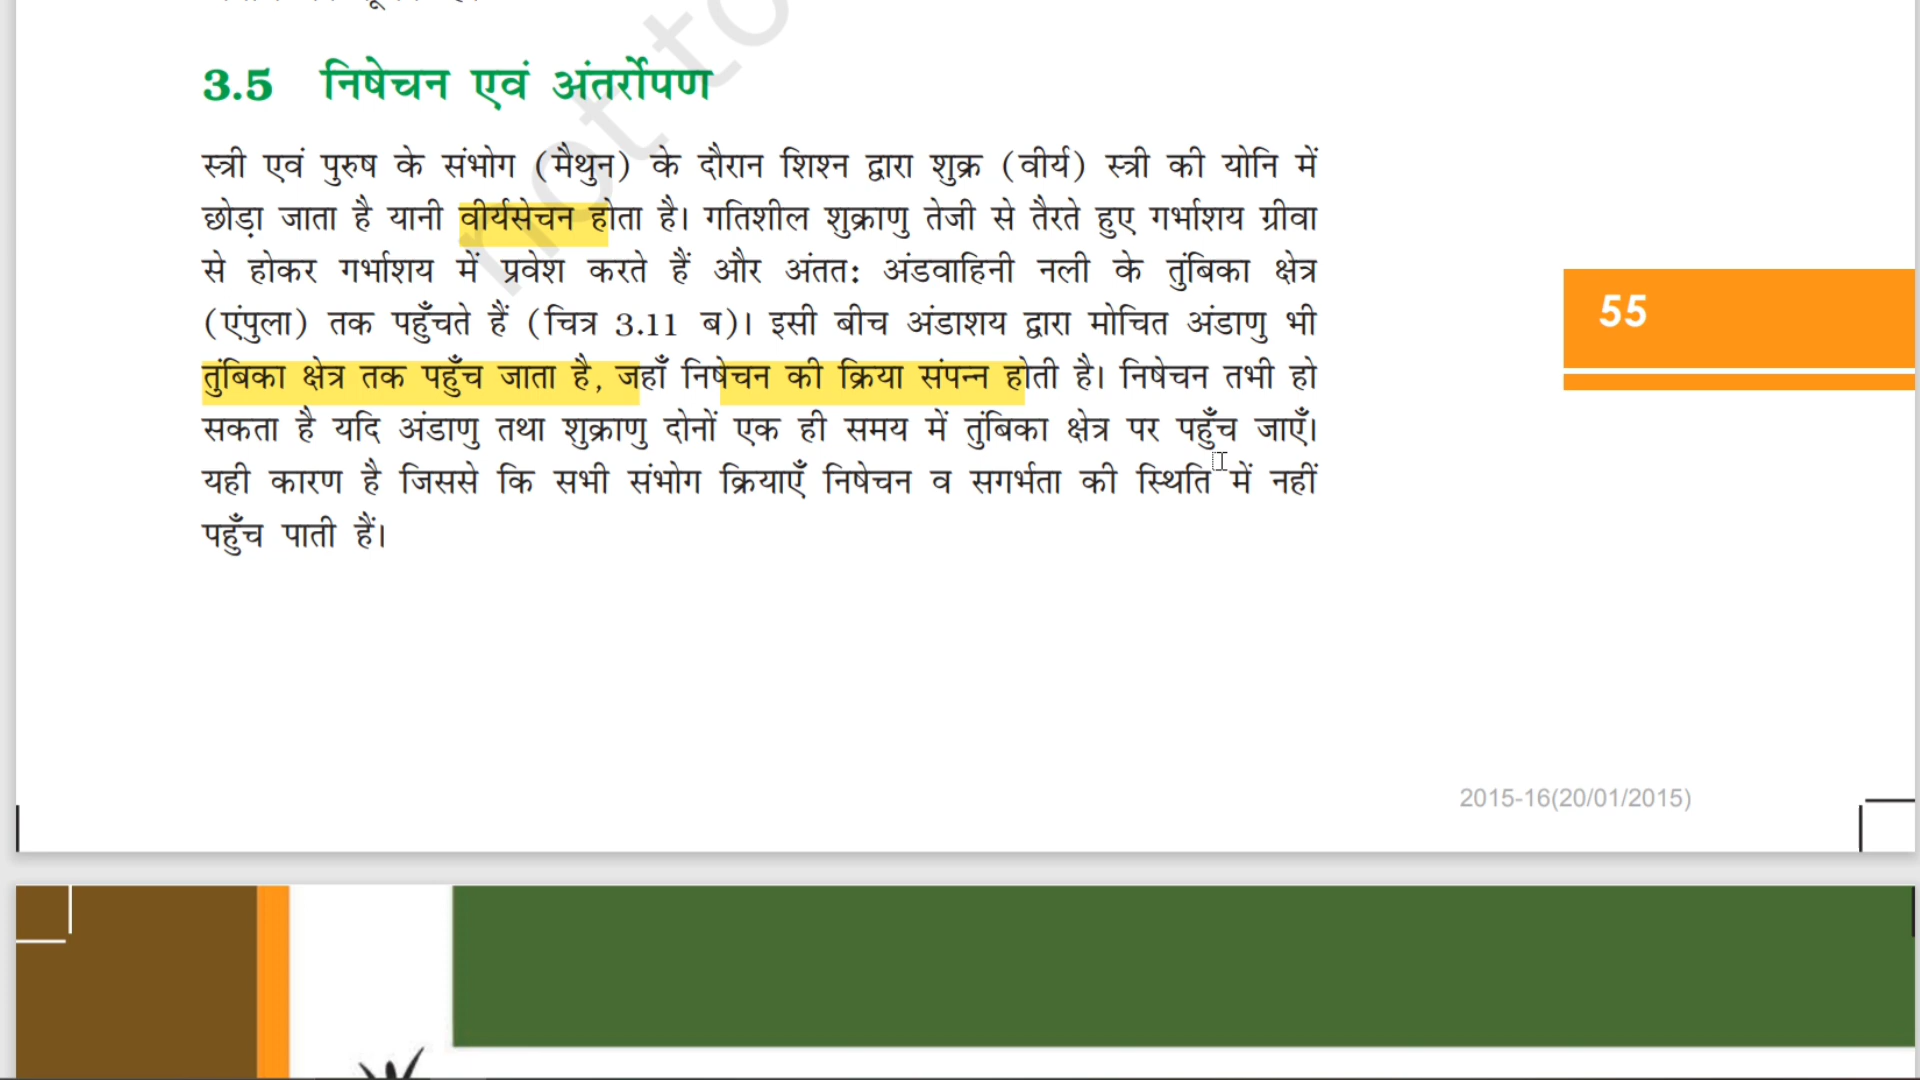 3.5 निषेचन एवं अंतर्रोपण
not to
स्त्री एवं पुरुष के संभोग (मैथुन) के दौरान शिश्न द्वारा शुक्र (वीर्य) स्त्री की योनि में
छोड़ा जाता है यानी वीर्यसेचन होता है। गतिशील शुक्राणु तेजी से तैरते हुए गर्भाशय ग्रीवा
से होकर गर्भाशय में प्रवेश करते हैं और अंतत: अंडवाहिनी नली के तुंबिका क्षेत्र
(एंपुला) तक पहुँचते हैं (चित्र 3.11 ब)। इसी बीच अंडाशय द्वारा मोचित अंडाणु भी
तुंबिका क्षेत्र तक पहुँच जाता है, जहाँ निषेचन की क्रिया संपन्न होती है। निषेचन तभी हो
सकता है यदि अंडाणु तथा शुक्राणु दोनों एक ही समय में तुंबिका क्षेत्र पर पहुँच जाएँ।
यही कारण है जिससे कि सभी संभोग क्रियाएँ निषेचन व सगर्भता की स्थिति में नहीं
पहुँच पाती हैं।
55
2015-16(20/01/2015)